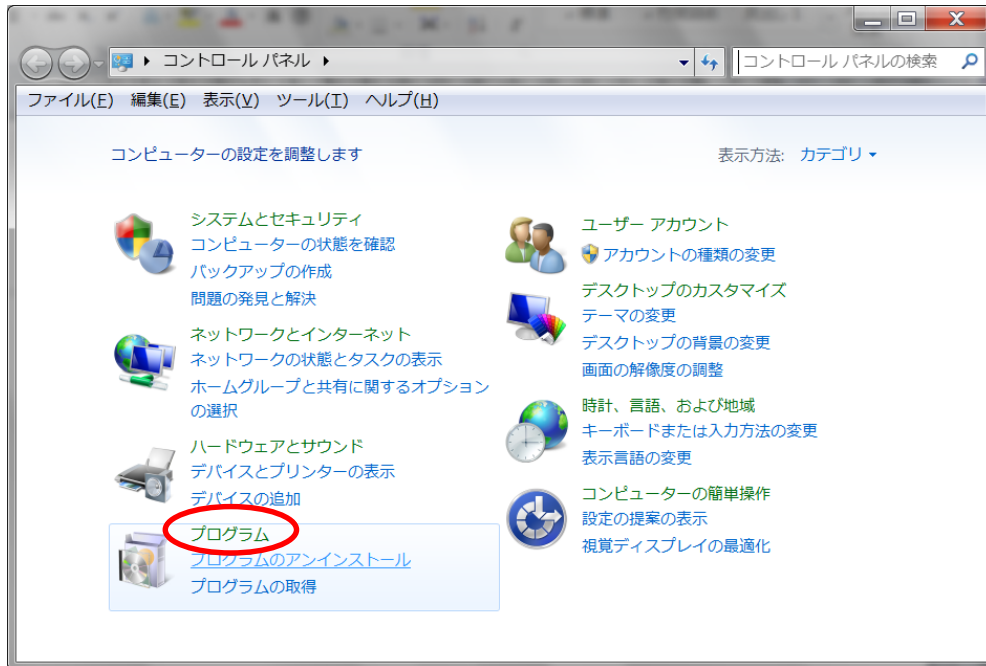 コントロール パネル
コントロール パネルの検索
ファイル(F) 編集(E) 表示(V) ツール(T) ヘルプ(H)
コンピューターの設定を調整します
表示方法: カテゴリ
システムとセキュリティ
コンピューターの状態を確認
バックアップの作成
問題の発見と解決
ネットワークとインターネット
ネットワークの状態とタスクの表示
ホームグループと共有に関するオプション
の選択
ハードウェアとサウンド
デバイスとプリンターの表示
デバイスの追加
プログラム
プログラムのアンインストール
プログラムの取得
ユーザー アカウント
アカウントの種類の変更
デスクトップのカスタマイズ
テーマの変更
デスクトップの背景の変更
画面の解像度の調整
時計、言語、および地域
キーボードまたは入力方法の変更
表示言語の変更
コンピューターの簡単操作
設定の提案の表示
視覚ディスプレイの最適化